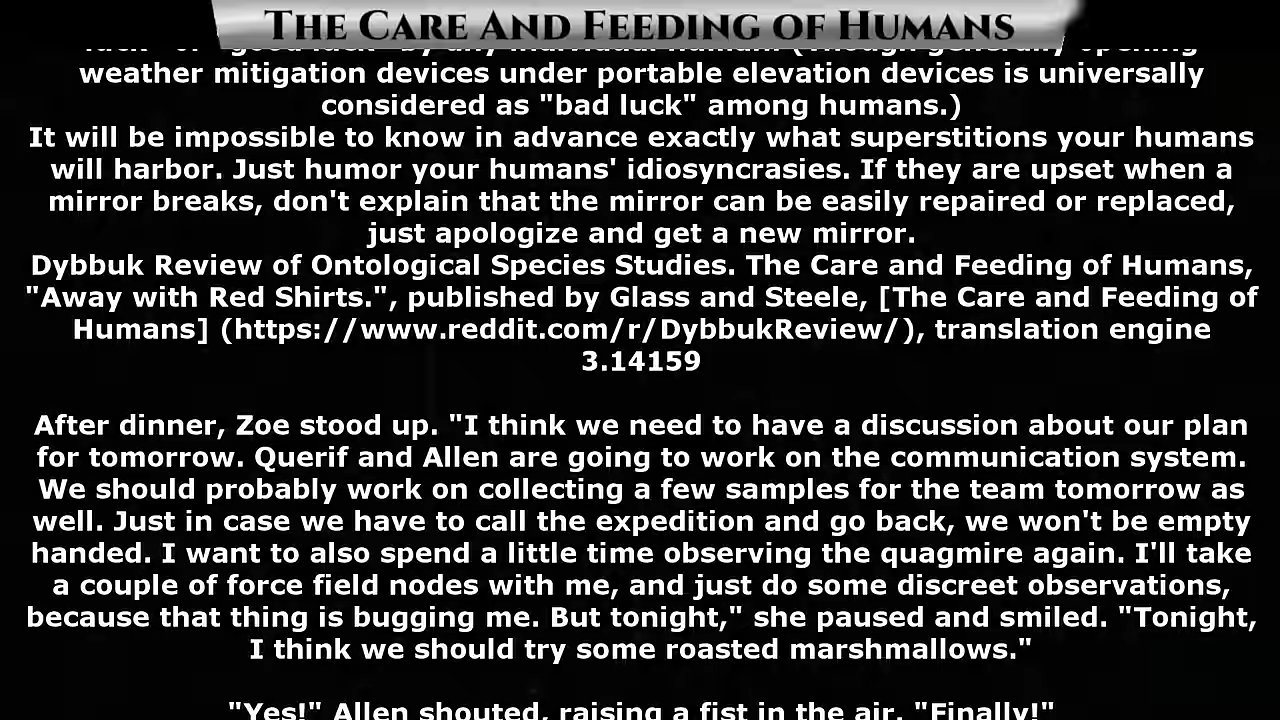 The Care And Feeding of Humans
luck" or "good luck" by any individual human. (Though generally opening
weather mitigation devices under portable elevation devices is universally
considered as "bad luck" among humans.)
It will be impossible to know in advance exactly what superstitions your humans
will harbor. Just humor your humans' idiosyncrasies. If they are upset when a
mirror breaks, don't explain that the mirror can be easily repaired or replaced,
just apologize and get a new mirror.
Dybbuk Review of Ontological Species Studies. The Care and Feeding of Humans,
"Away with Red Shirts.", published by Glass and Steele, [The Care and Feeding of
Humans] (https://www.reddit.com/r/DybbukReview/), translation engine
3.14159
After dinner, Zoe stood up. "I think we need to have a discussion about our plan
for tomorrow. Querif and Allen are going to work on the communication system.
We should probably work on collecting a few samples for the team tomorrow as
well. Just in case we have to call the expedition and go back, we won't be empty
handed. I want to also spend a little time observing the quagmire again. I'll take
a couple of force field nodes with me, and just do some discreet observations,
because that thing is bugging me. But tonight," she paused and smiled. "Tonight,
I think we should try some roasted marshmallows."
"Yes!" Allen shouted, raising a fist in the air. "Finally!"